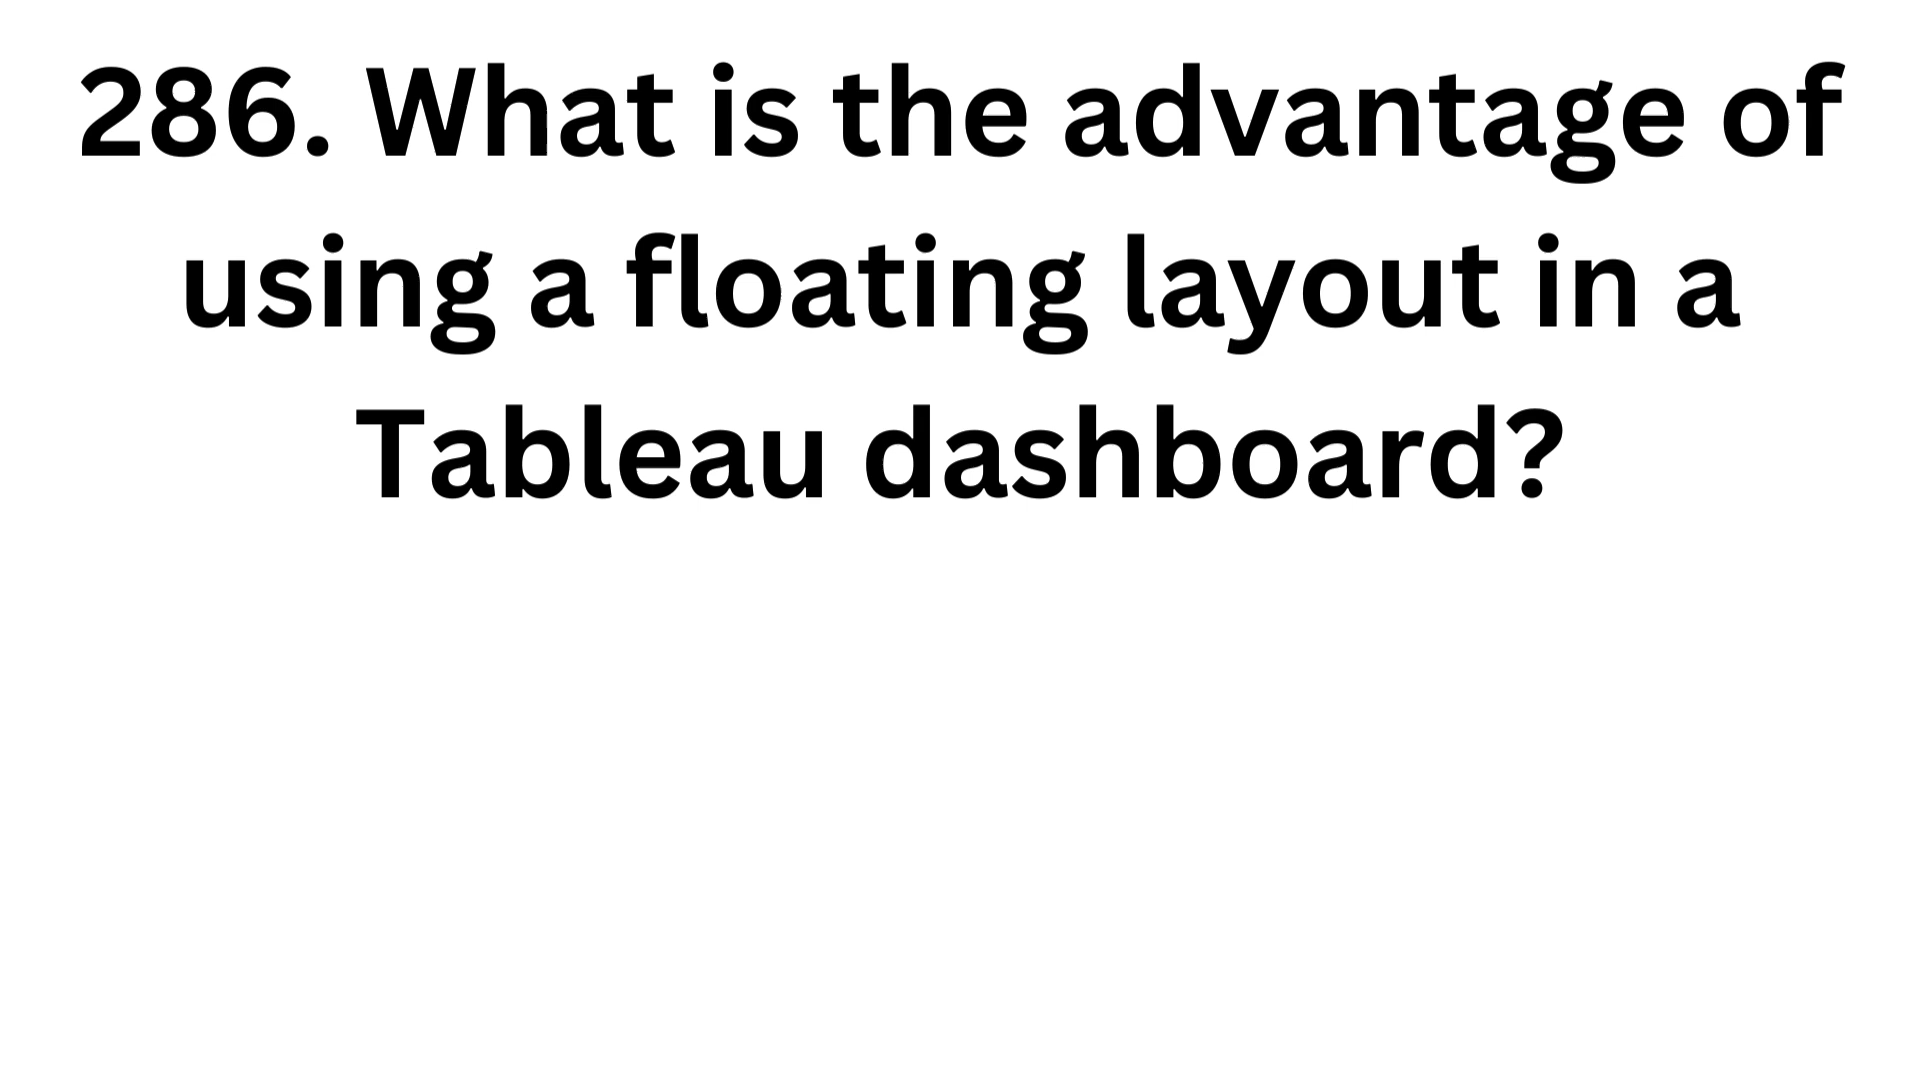 286. What is the advantage of
using a floating layout in a
Tableau dashboard?